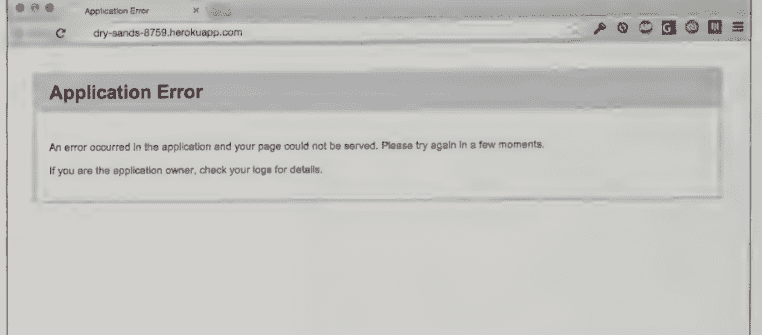 Application Error
dry-sands-8759.herokuapp.com
Application Error
An error occurred in the application and your page could not be served. Please try again in a few moments.
If you are the application owner, check your logs for details.